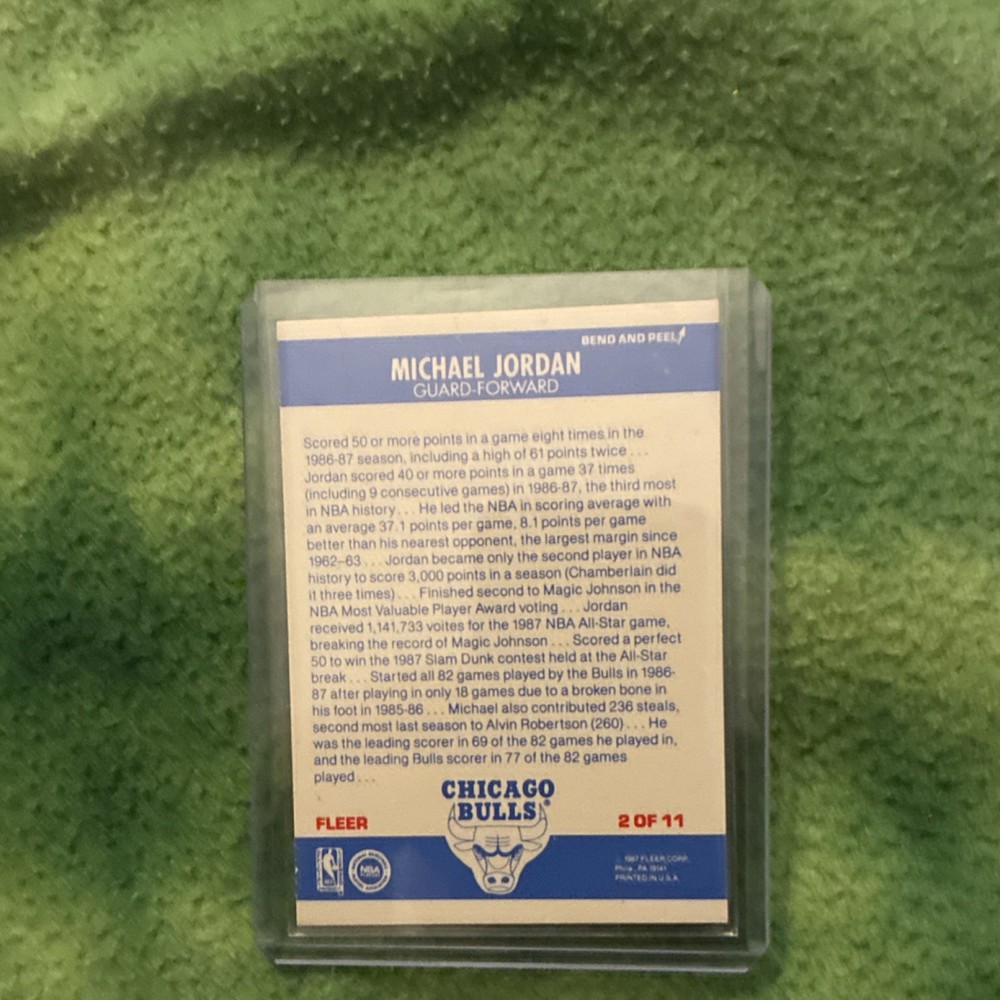 BEND AND PEEL
MICHAEL JORDAN
GUARD-FORWARD
Scored 50 or more points in a game eight times in the
1986-87 season, including a high of 61 points twice . . .
Jordan scored 40 or more points in a game 37 times
(including 9 consecutive games) in 1986-87, the third most
in NBA history . . . He led the NBA in scoring average with
an average 37.1 points per game, 8.1 points per game
better than his nearest opponent, the largest margin since
1962–63 . . . Jordan became only the second player in NBA
history to score 3,000 points in a season (Chamberlain did
it three times) . . . Finished second to Magic Johnson in the
NBA Most Valuable Player Award voting . . . Jordan
received 1,141,733 voites for the 1987 NBA All-Star game,
breaking the record of Magic Johnson . . . Scored a perfect
50 to win the 1987 Slam Dunk contest held at the All-Star
break . . . Started all 82 games played by the Bulls in 1986-
87 after playing in only 18 games due to a broken bone in
his foot in 1985-86 . . . Michael also contributed 236 steals,
second most last season to Alvin Robertson (260) . . . He
was the leading scorer in 69 of the 82 games he played in,
and the leading Bulls scorer in 77 of the 82 games
played . . .
CHICAGO
BULLS®
FLEER
2 OF 11
NBA
1987 FLEER CORP.
Phila., PA 19141
PRINTED IN U.S.A.